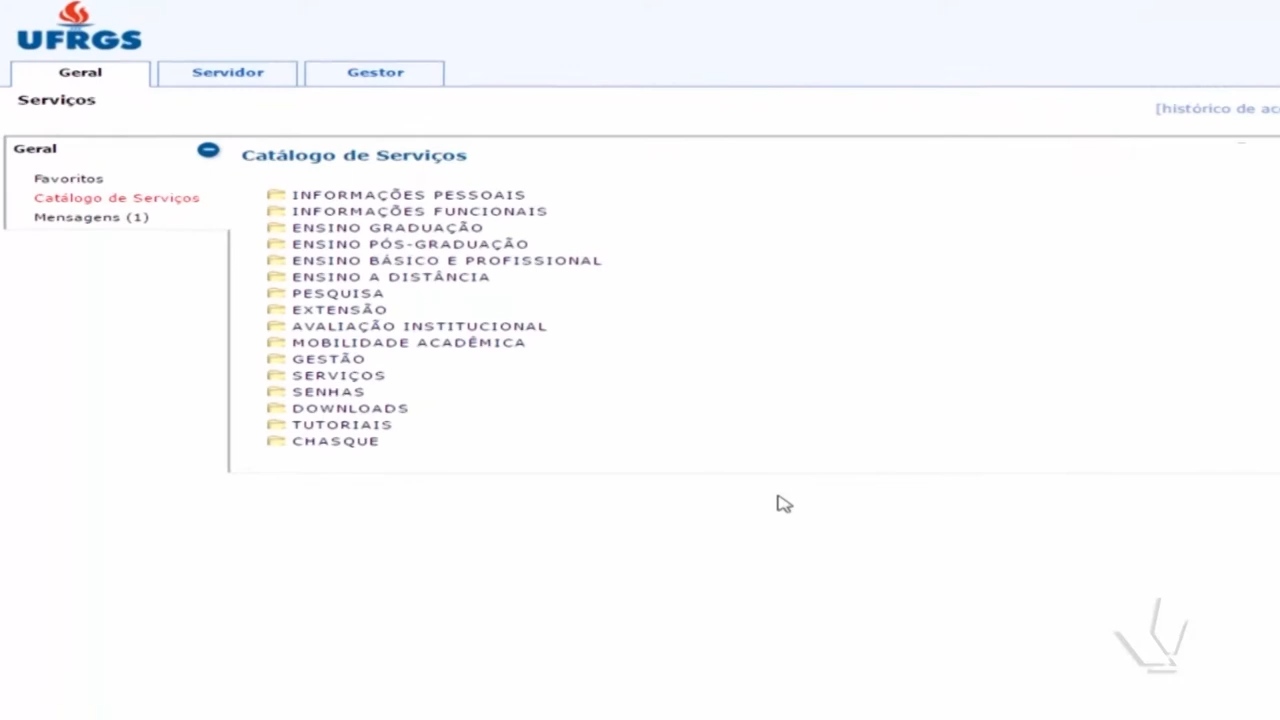 UFRGS
Geral
Servidor
Gestor
Serviços
[histórico de
Geral
Favoritos
Catálogo de Serviços
Mensagens (1)
Catálogo de Serviços
INFORMAÇÕES PESSOAIS
INFORMAÇÕES FUNCIONAIS
ENSINO GRADUAÇÃO
ENSINO PÓS-GRADUAÇÃO
ENSINO BÁSICO E PROFISSIONAL
ENSINO A DISTÂNCIA
PESQUISA
EXTENSÃO
AVALIAÇÃO INSTITUCIONAL
MOBILIDADE ACADÊMICA
GESTÃO
SERVIÇOS
SENHAS
DOWNLOADS
TUTORIAIS
CHASQUE